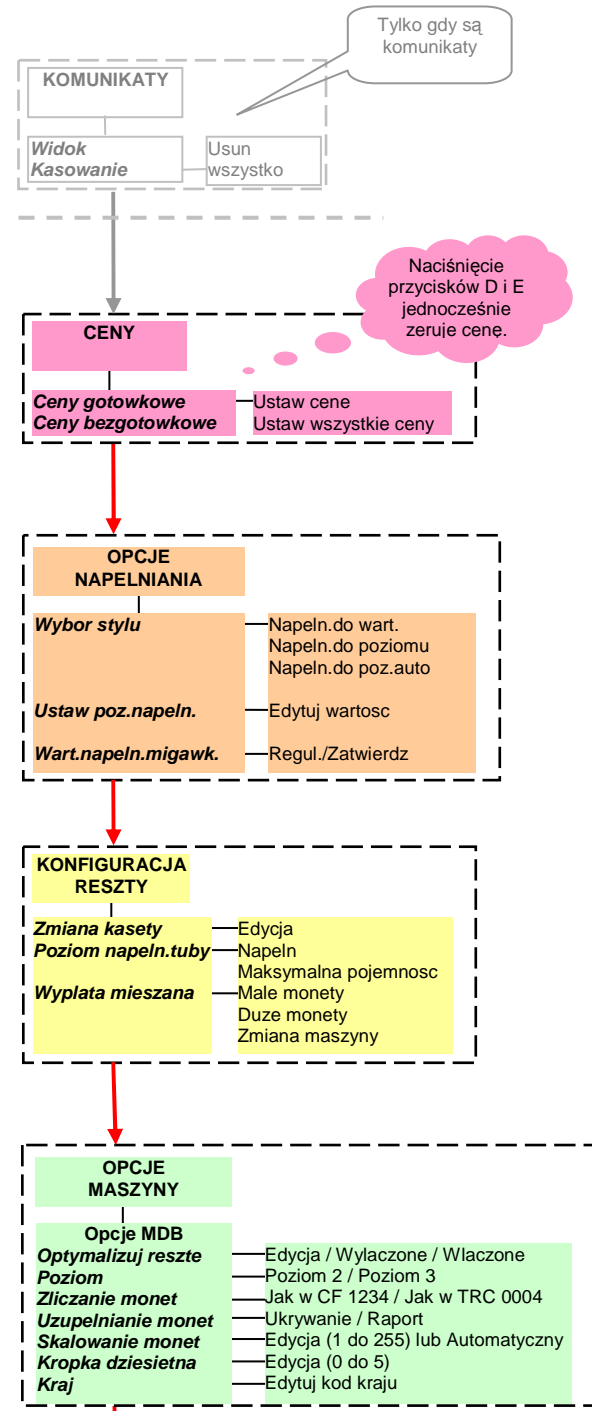 Tylko gdy są
komunikaty
KOMUNIKATY
Widok
Kasowanie
Usun
wszystko
Naciśnięcie
przycisków D i E
jednocześnie
zeruje cenę.
CENY
Ceny gotowkowe
Ustaw cene
Ceny bezgotowkowe
Ustaw wszystkie ceny
OPCJE
NAPELNIANIA
Wybor stylu
Napeln.do wart.
Napeln.do poziomu
Napeln.do poz.auto
Ustaw poz.napeln.
Edytuj wartosc
Wart.napeln.migawk.
Regul./Zatwierdz
KONFIGURACJA
RESZTY
Zmiana kasety
Edycja
Poziom napeln.tuby
Napeln
Maksymalna pojemnosc
Wyplata mieszana
Male monety
Duze monety
Zmiana maszyny
OPCJE
MASZYNY
Opcje MDB
Optymalizuj reszte
Edycja / Wylaczone / Wlaczone
Poziom
Poziom 2 / Poziom 3
Zliczanie monet
Jak w CF 1234 / Jak w TRC 0004
Uzupelnianie monet
Ukrywanie / Raport
Skalowanie monet
Edycja (1 do 255) lub Automatyczny
Kropka dziesietna
Edycja (0 do 5)
Kraj
Edytuj kod kraju